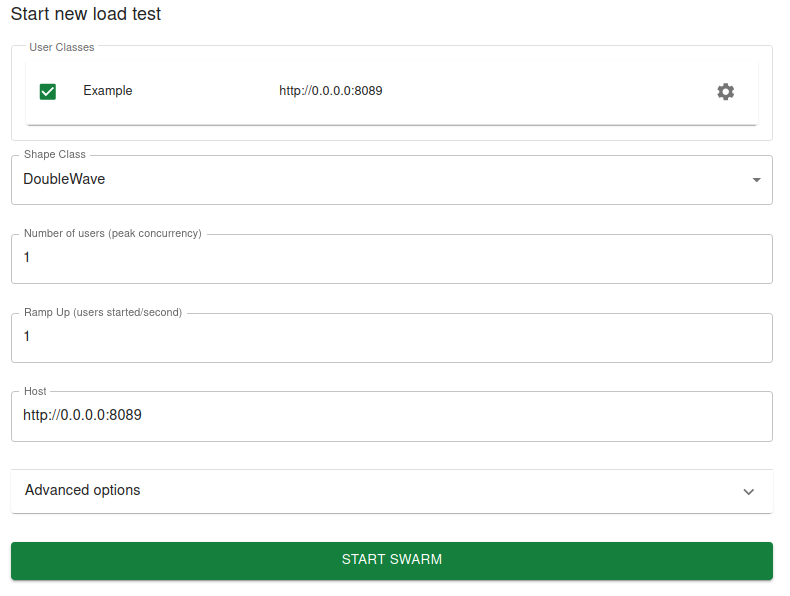 Start new load test
User Classes
Example http://0.0.0.0:8089
Shape Class
DoubleWave
Number of users (peak concurrency)
1
Ramp Up (users started/second)
1
Host
http://0.0.0.0:8089
Advanced options
START SWARM